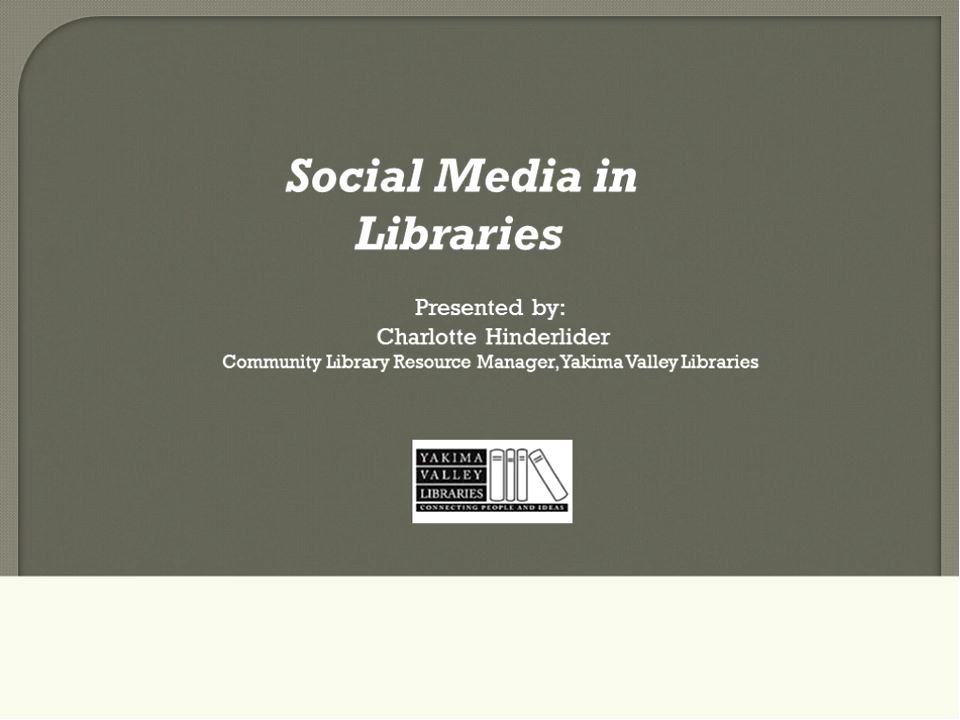 Social Media in
Libraries
Presented by:
Charlotte Hinderlider
Community Library Resource Manager, Yakima Valley Libraries
YAKIMA
VALLEY
LIBRARIES
CONNECTING PEOPLE AND IDEAS